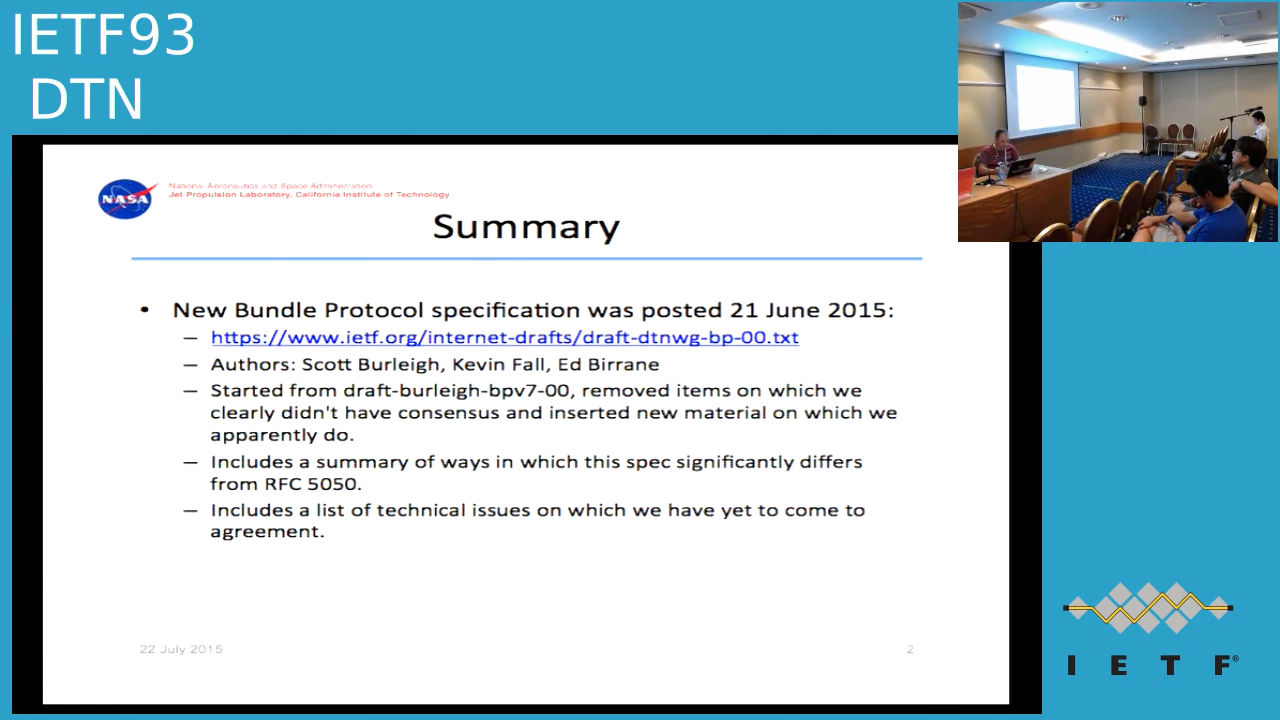 IETF93
DTN
NASA
National Aeronautics and Space Administration
Jet Propulsion Laboratory, California Institute of Technology
Summary
• New Bundle Protocol specification was posted 21 June 2015:
– https://www.ietf.org/internet-drafts/draft-dtnwg-bp-00.txt
– Authors: Scott Burleigh, Kevin Fall, Ed Birrane
– Started from draft-burleigh-bpv7-00, removed items on which we
clearly didn't have consensus and inserted new material on which we
apparently do.
– Includes a summary of ways in which this spec significantly differs
from RFC 5050.
– Includes a list of technical issues on which we have yet to come to
agreement.
22 July 2015
2
I E T F®